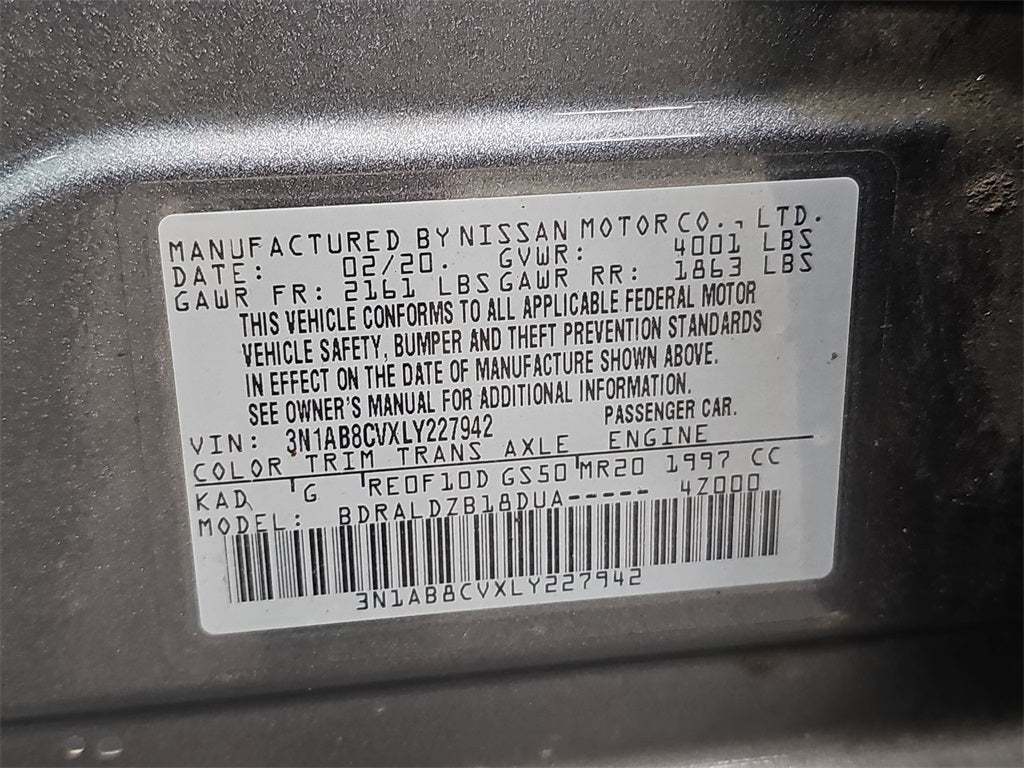 MANUFACTURED BY NISSAN MOTOR CO., LTD.
DATE: 02/20. GVWR: 4001 LBS
GAWR FR: 2161 LBS GAWR RR: 1863 LBS
THIS VEHICLE CONFORMS TO ALL APPLICABLE FEDERAL MOTOR
VEHICLE SAFETY, BUMPER AND THEFT PREVENTION STANDARDS
IN EFFECT ON THE DATE OF MANUFACTURE SHOWN ABOVE.
SEE OWNER'S MANUAL FOR ADDITIONAL INFORMATION.
VIN: 3N1AB8CVXLY227942 PASSENGER CAR.
COLOR TRIM TRANS AXLE ENGINE
KAD G RE0F10D GS50 MR20 1997 CC
MODEL: BDRALDZB18DUA----- 4Z000
3N1AB8CVXLY227942